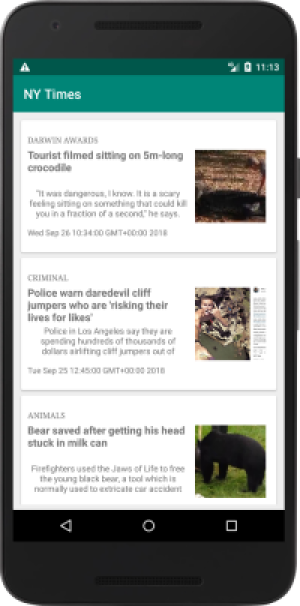 11:13
NY Times
DARWIN AWARDS
Tourist filmed sitting on 5m-long
crocodile
"It was dangerous, I know. It is a scary
feeling sitting on something that could kill
you in a fraction of a second," he says.
Wed Sep 26 10:34:00 GMT+00:00 2018
CRIMINAL
Police warn daredevil cliff
jumpers who are 'risking their
lives for likes'
Police in Los Angeles say they are
spending hundreds of thousands of
dollars airlifting cliff jumpers out of
Tue Sep 25 12:45:00 GMT+00:00 2018
ANIMALS
Bear saved after getting his head
stuck in milk can
Firefighters used the Jaws of Life to free
the young black bear, a tool which is
normally used to extricate car accident